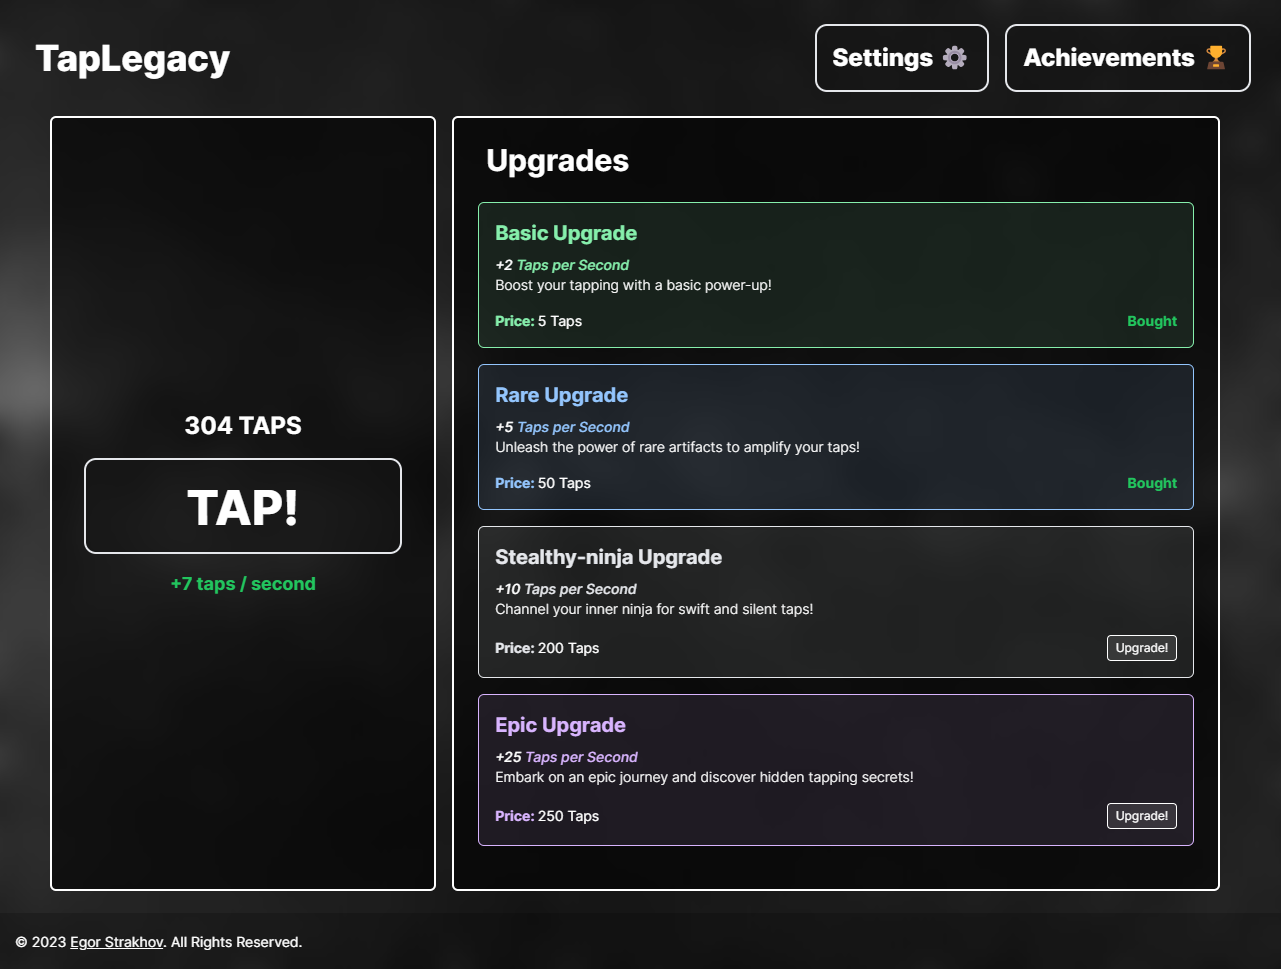 TapLegacy
Settings ⚙️
Achievements 🏆
304 TAPS
TAP!
+7 taps / second
Upgrades
Basic Upgrade
+2 Taps per Second
Boost your tapping with a basic power-up!
Price: 5 Taps
Bought
Rare Upgrade
+5 Taps per Second
Unleash the power of rare artifacts to amplify your taps!
Price: 50 Taps
Bought
Stealthy-ninja Upgrade
+10 Taps per Second
Channel your inner ninja for swift and silent taps!
Price: 200 Taps
Upgrade!
Epic Upgrade
+25 Taps per Second
Embark on an epic journey and discover hidden tapping secrets!
Price: 250 Taps
Upgrade!
© 2023 Egor Strakhov. All Rights Reserved.